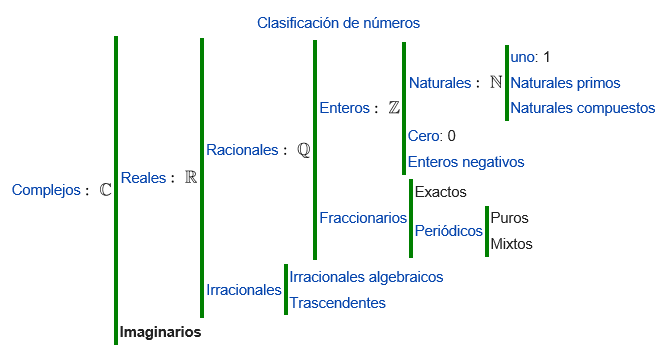 Clasificación de números
Complejos : ℂ
Reales : ℝ
Racionales : ℚ
Enteros : ℤ
Naturales : ℕ
uno: 1
Naturales primos
Naturales compuestos
Cero: 0
Enteros negativos
Fraccionarios
Exactos
Periódicos
Puros
Mixtos
Irracionales
Irracionales algebraicos
Trascendentes
Imaginarios